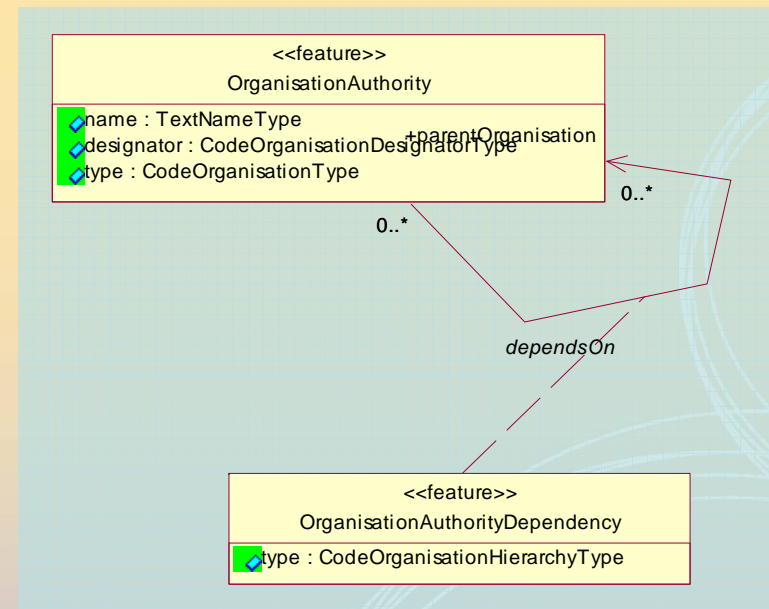 <<feature>>
OrganisationAuthority
name : TextNameType
+parentOrganisation
designator : CodeOrganisationDesignatorType
type : CodeOrganisationType
0..*
0..*
dependsOn
<<feature>>
OrganisationAuthorityDependency
type : CodeOrganisationHierarchyType